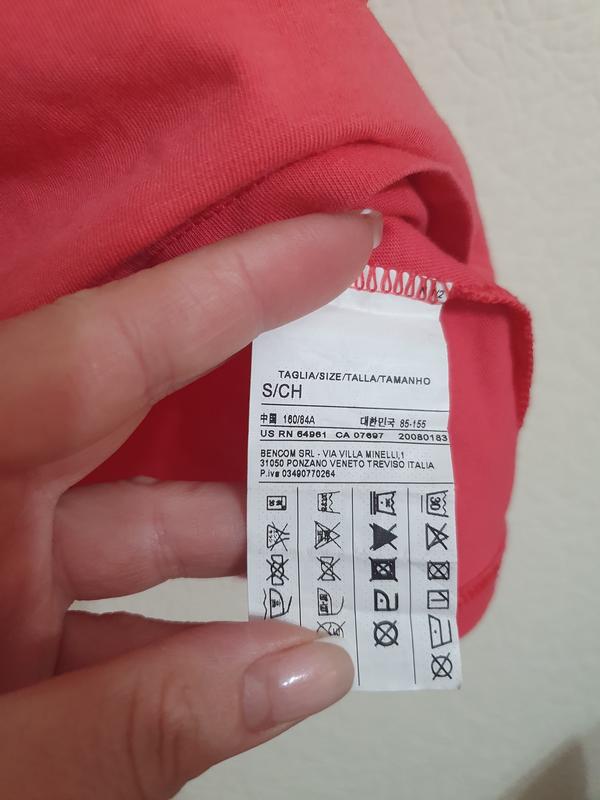 TAGLIA/SIZE/TALLA/TAMANHO
S/CH
中国 160/84A 대한민국 85-155
US RN 64961 CA 07697 20080183
BENCOM SRL - VIA VILLA MINELLI,1
31050 PONZANO VENETO TREVISO ITALIA
P.iva 03490770264
30